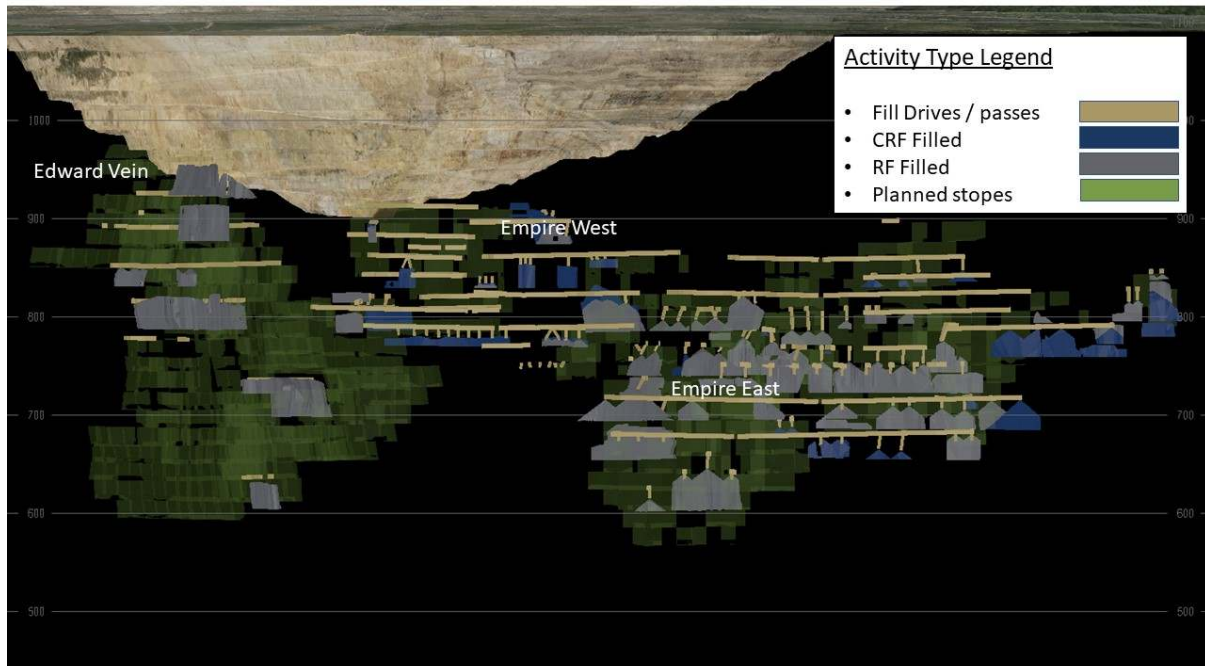 1100
Activity Type Legend
• Fill Drives / passes
• CRF Filled
• RF Filled
• Planned stopes
1000
Edward Vein
900
900
Empire West
800
800
Empire East
700
700
600
600
500
500